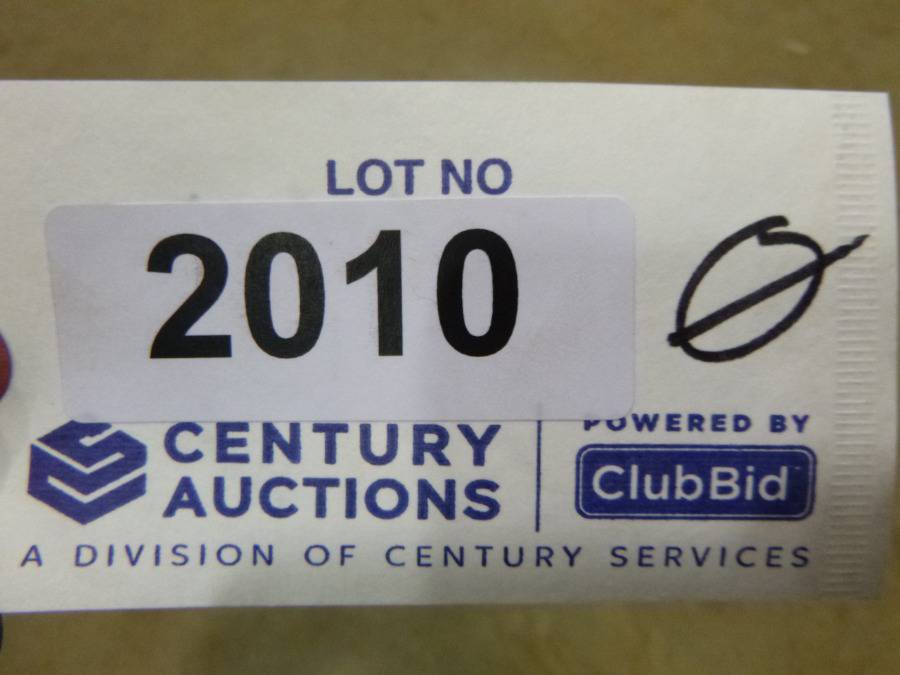 LOT NO
2010 Ø
CENTURY
AUCTIONS
POWERED BY
ClubBid
A DIVISION OF CENTURY SERVICES